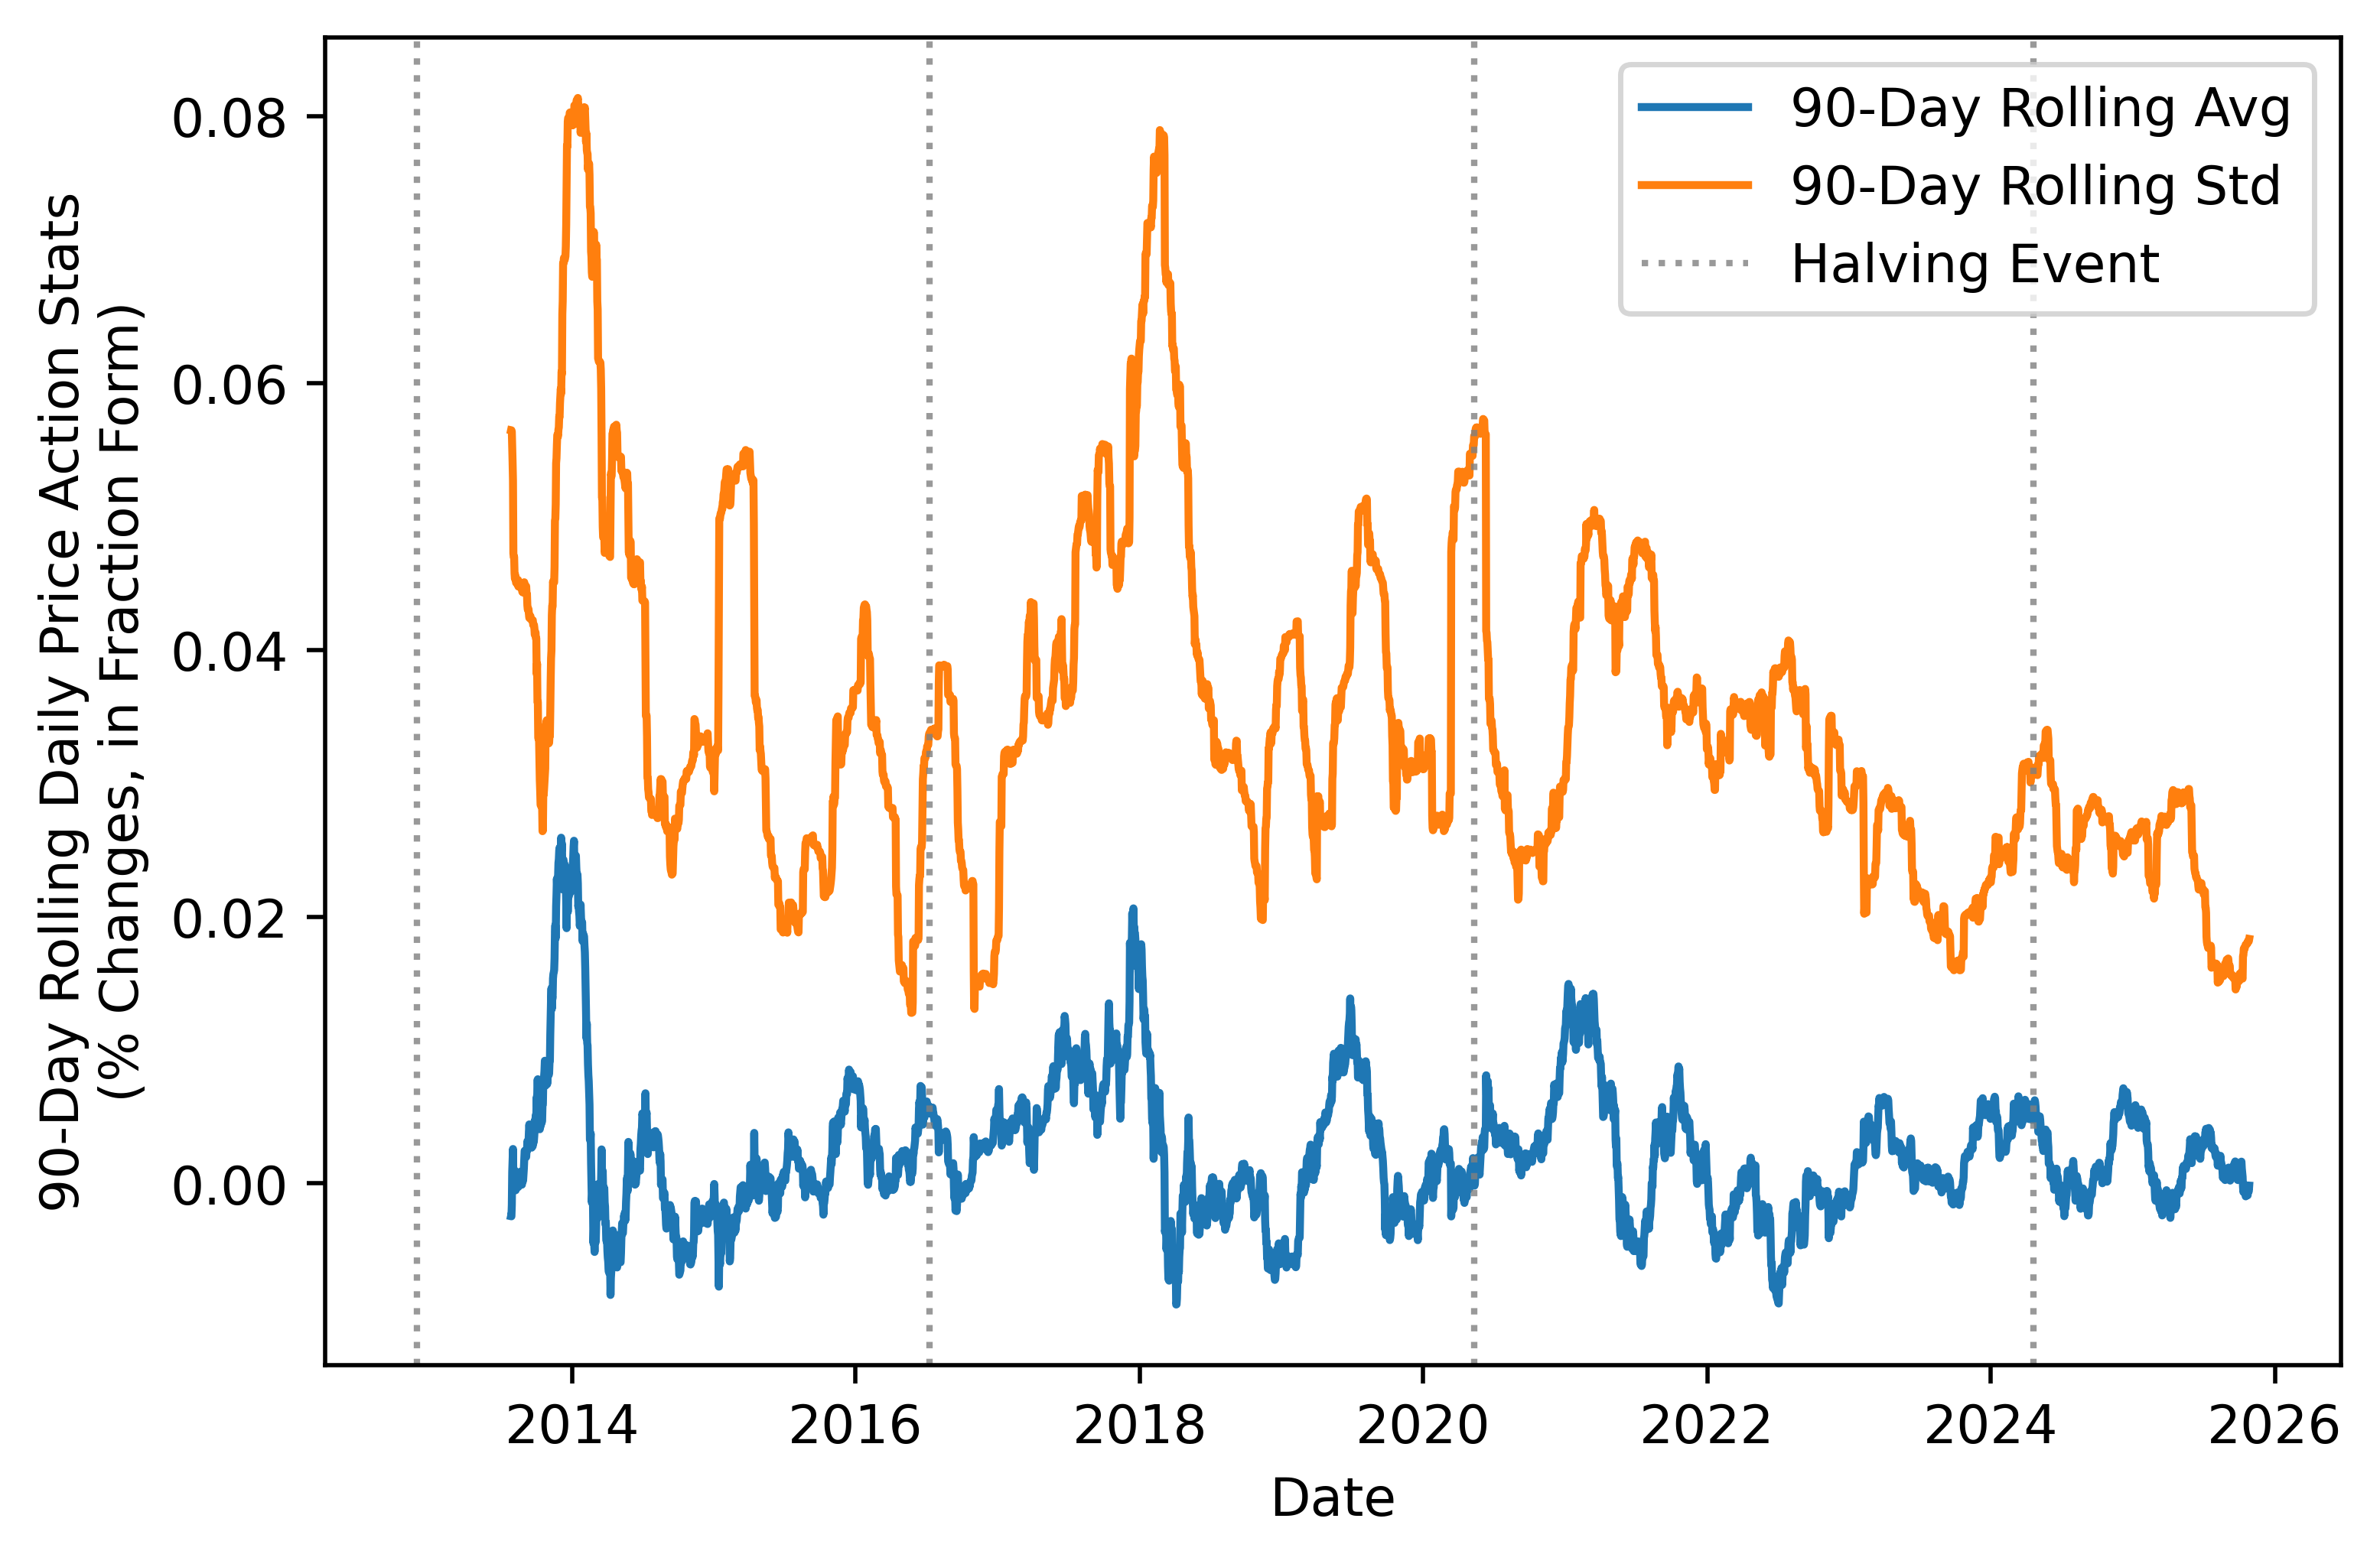 90-Day Rolling Daily Price Action Stats
(% Changes, in Fraction Form)
0.08
0.06
0.04
0.02
0.00
90-Day Rolling Avg
90-Day Rolling Std
Halving Event
2014 2016 2018 2020 2022 2024 2026
Date